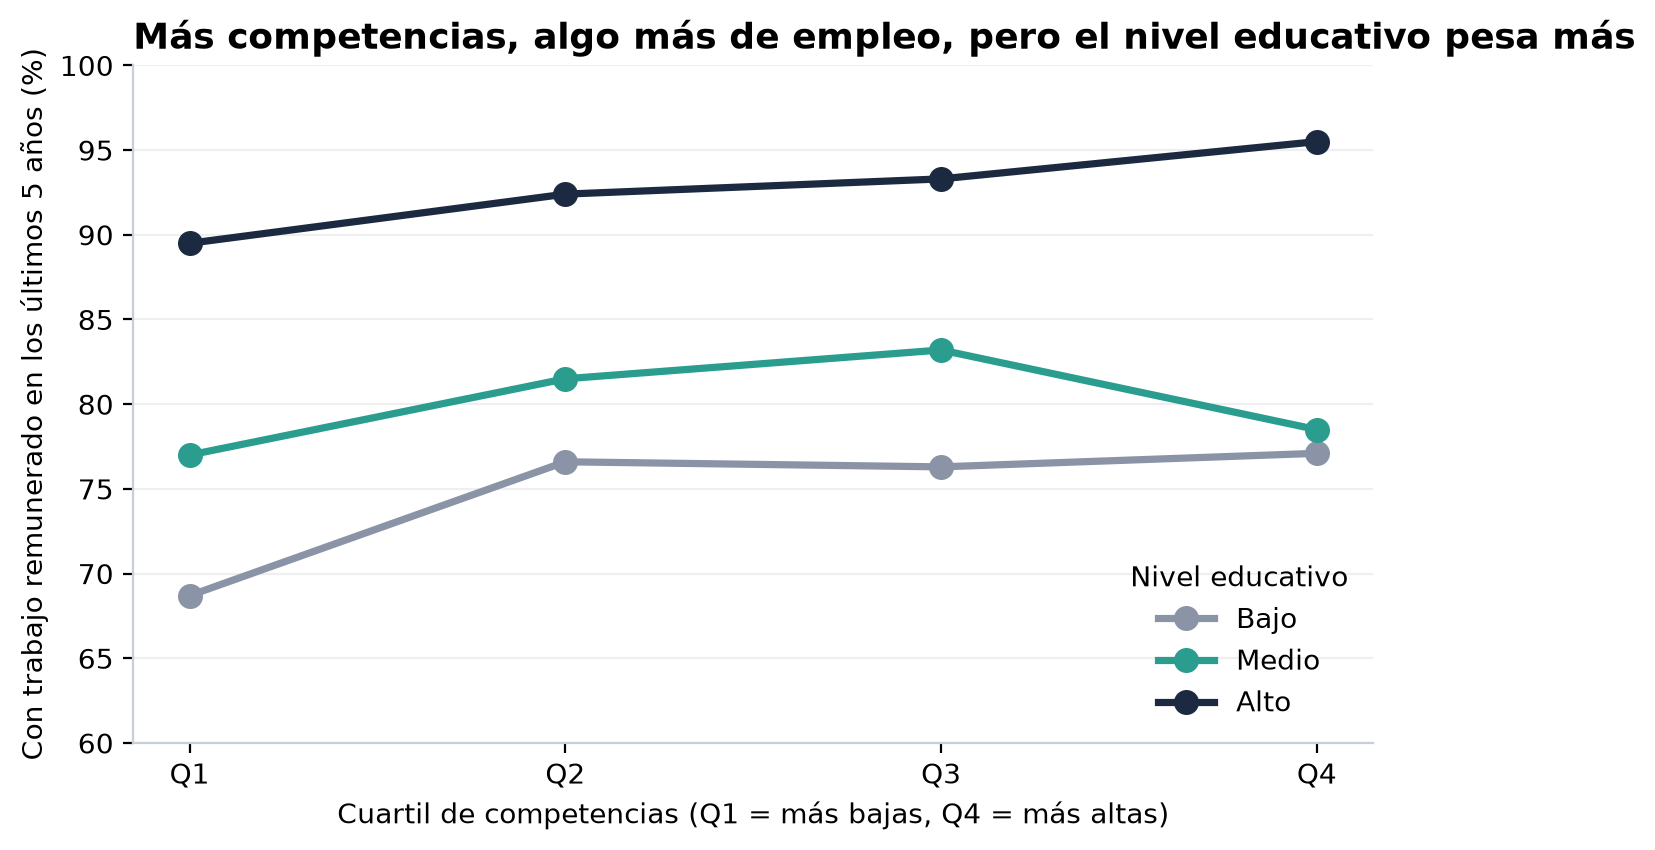 Más competencias, algo más de empleo, pero el nivel educativo pesa más
Con trabajo remunerado en los últimos 5 años (%)
100
95
90
85
80
75
70
65
60
Nivel educativo
Bajo
Medio
Alto
Q1
Q2
Q3
Q4
Cuartil de competencias (Q1 = más bajas, Q4 = más altas)